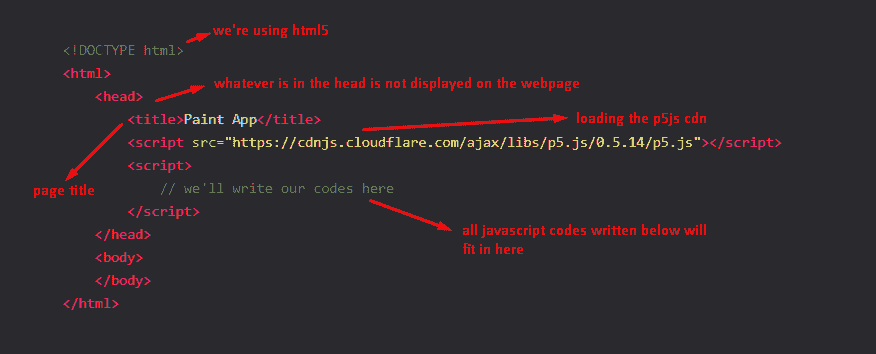 we're using html5
<!DOCTYPE html>
<html>
whatever is in the head is not displayed on the webpage
<head>
<title>Paint App</title>
loading the p5js cdn
<script src="https://cdnjs.cloudflare.com/ajax/libs/p5.js/0.5.14/p5.js"></script>
<script>
page title
// we'll write our codes here
</script>
all javascript codes written below will
fit in here
</head>
<body>
</body>
</html>